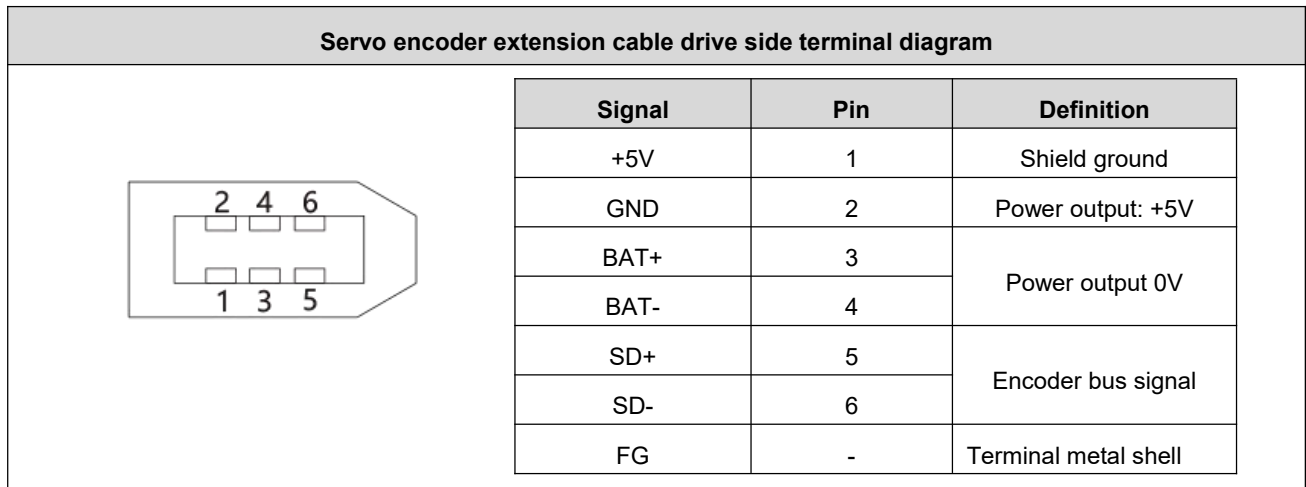 Servo encoder extension cable drive side terminal diagram
2 4 6
1 3 5
Signal Pin Definition
+5V 1 Shield ground
GND 2 Power output: +5V
BAT+ 3
Power output 0V
BAT- 4
SD+ 5
Encoder bus signal
SD- 6
FG - Terminal metal shell